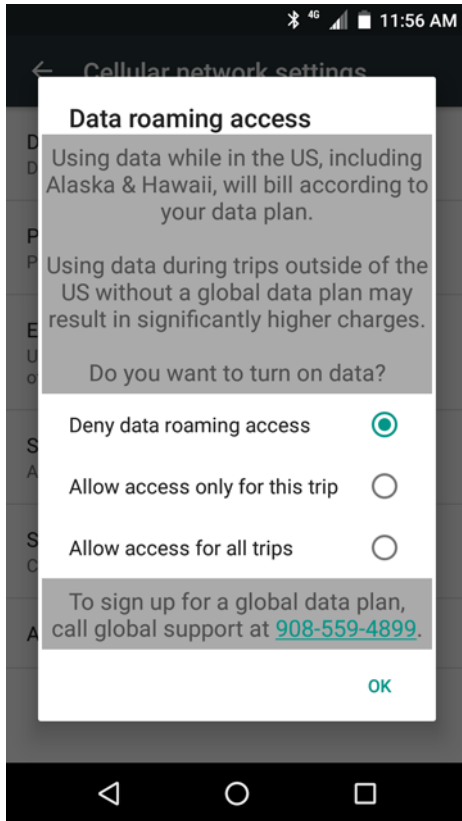 4G 11:56 AM
Cellular network settings
Data roaming access
Using data while in the US, including
Alaska & Hawaii, will bill according to
your data plan.
Using data during trips outside of the
US without a global data plan may
result in significantly higher charges.
Do you want to turn on data?
Deny data roaming access
Allow access only for this trip
Allow access for all trips
To sign up for a global data plan,
call global support at 908-559-4899.
OK